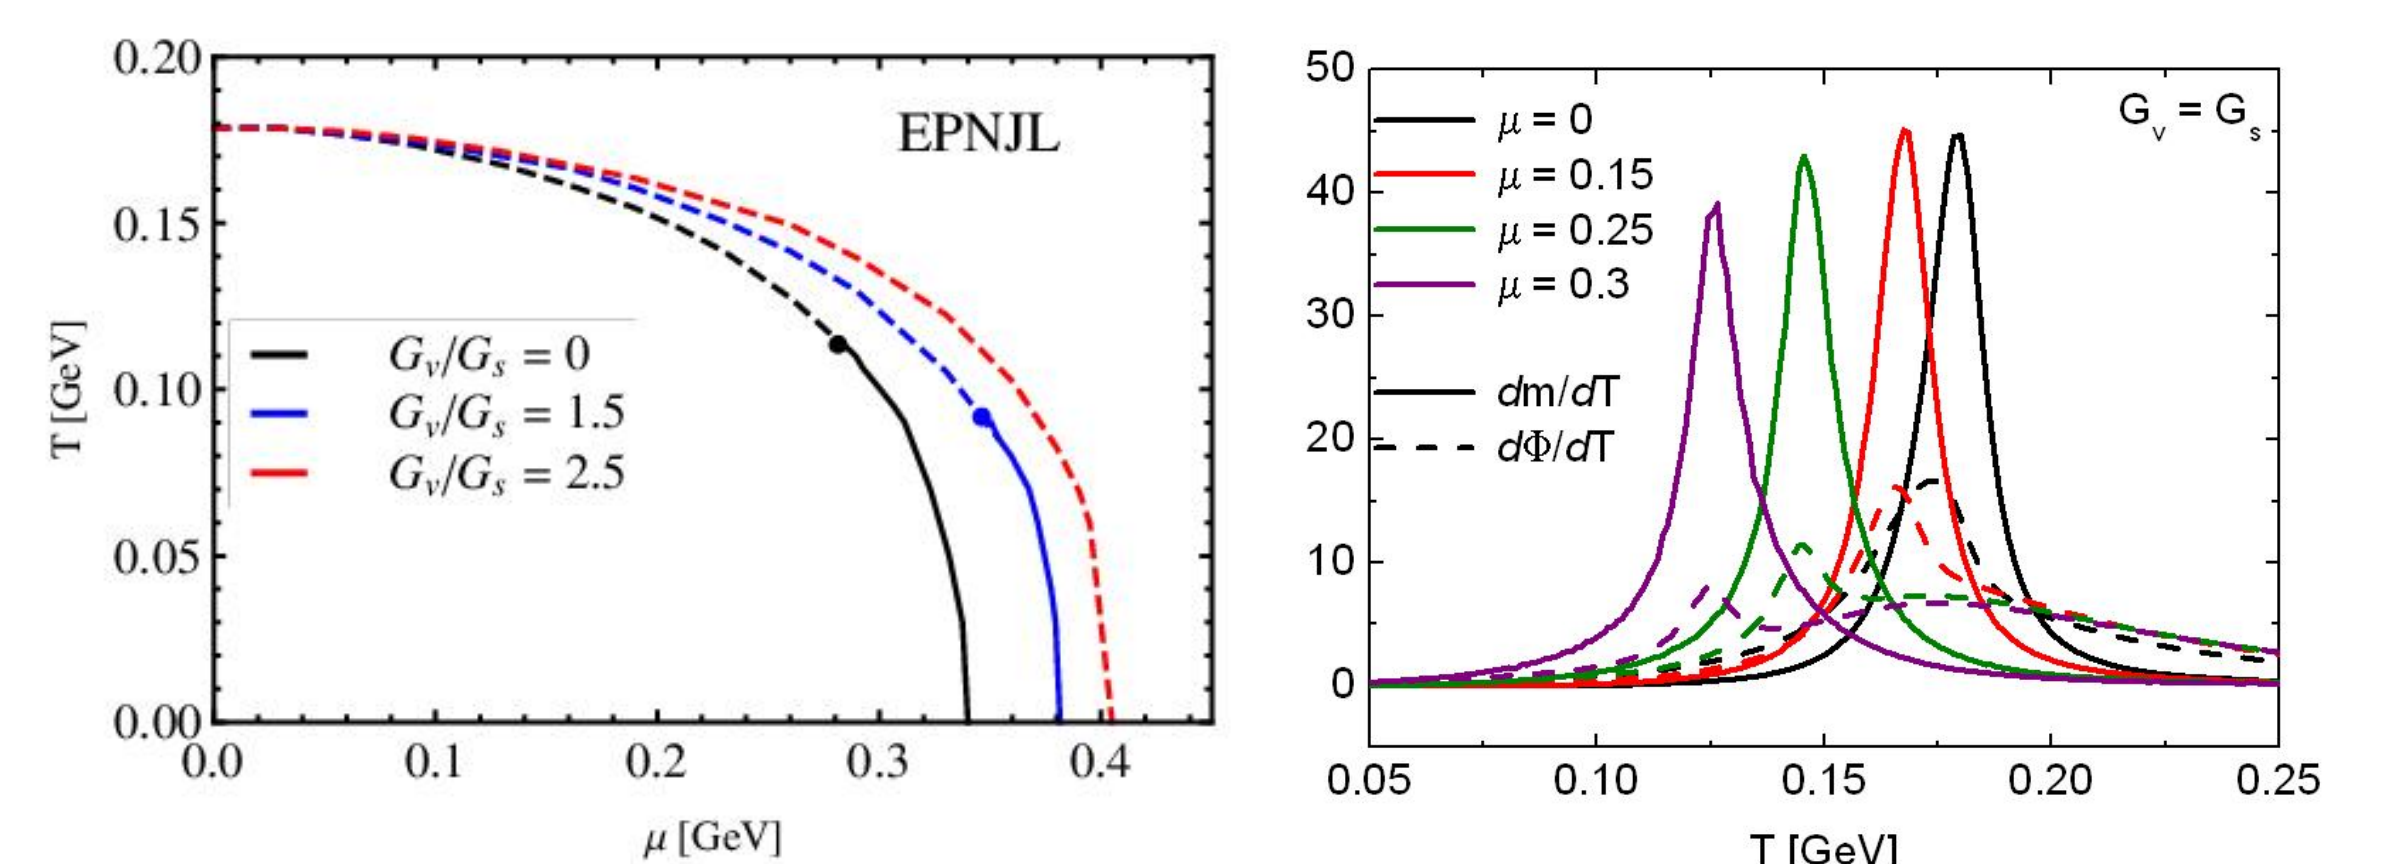 0.20
EPNJL
0.15
T [GeV]
G_v/G_s = 0
0.10
G_v/G_s = 1.5
G_v/G_s = 2.5
0.05
0.00
0.0 0.1 0.2 0.3 0.4
μ [GeV]
50
G_v = G_s
μ = 0
40
μ = 0.15
μ = 0.25
30
μ = 0.3
dm/dT
20
dΦ/dT
10
0
0.05 0.10 0.15 0.20 0.25
T [GeV]